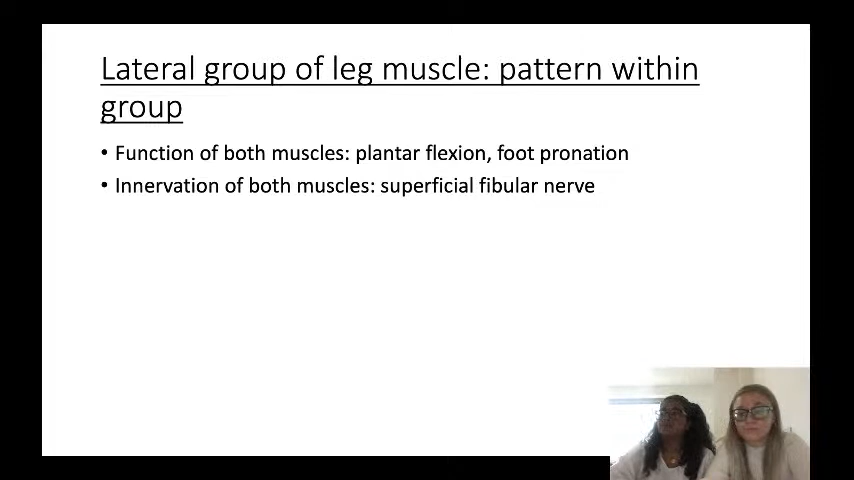 Lateral group of leg muscle: pattern within
group
• Function of both muscles: plantar flexion, foot pronation
• Innervation of both muscles: superficial fibular nerve